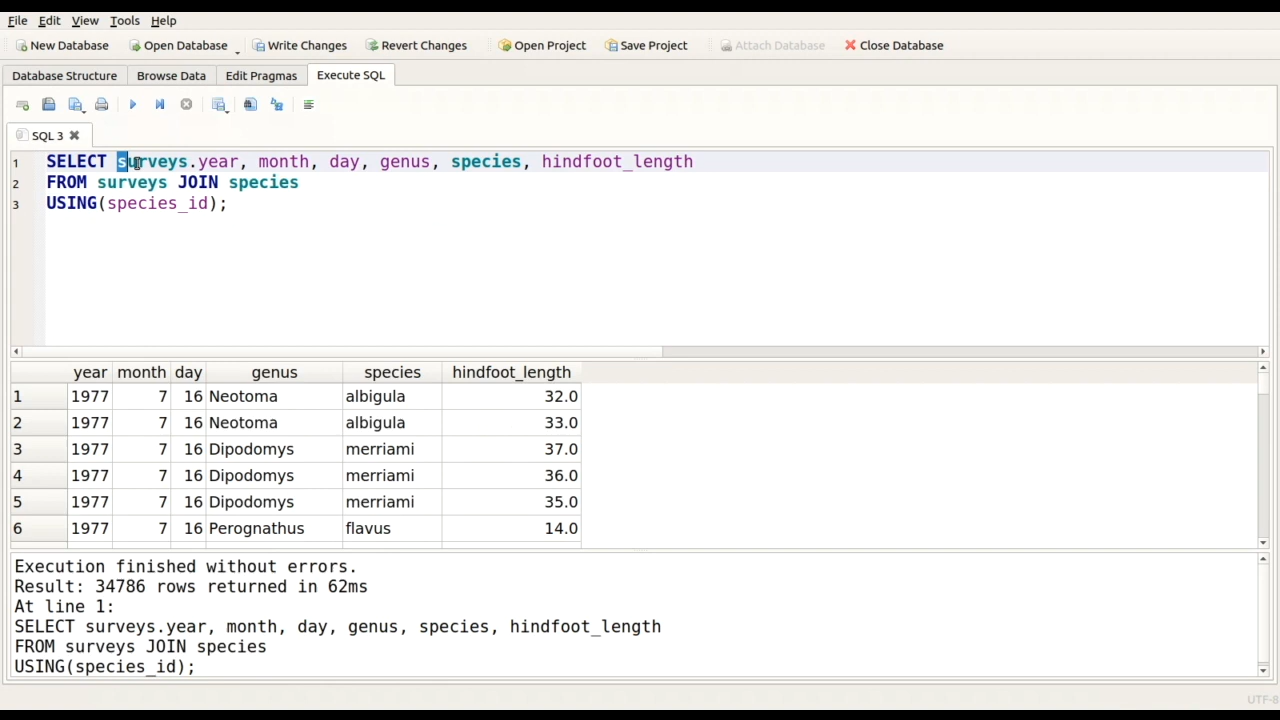 File Edit View Tools Help
New Database Open Database Write Changes Revert Changes Open Project Save Project Attach Database Close Database
Database Structure Browse Data Edit Pragmas Execute SQL
SQL 3
1 SELECT surveys.year, month, day, genus, species, hindfoot_length
2 FROM surveys JOIN species
3 USING(species_id);
year month day genus species hindfoot_length
1 1977 7 16 Neotoma albigula 32.0
2 1977 7 16 Neotoma albigula 33.0
3 1977 7 16 Dipodomys merriami 37.0
4 1977 7 16 Dipodomys merriami 36.0
5 1977 7 16 Dipodomys merriami 35.0
6 1977 7 16 Perognathus flavus 14.0
Execution finished without errors.
Result: 34786 rows returned in 62ms
At line 1:
SELECT surveys.year, month, day, genus, species, hindfoot_length
FROM surveys JOIN species
USING(species_id);
UTF-8